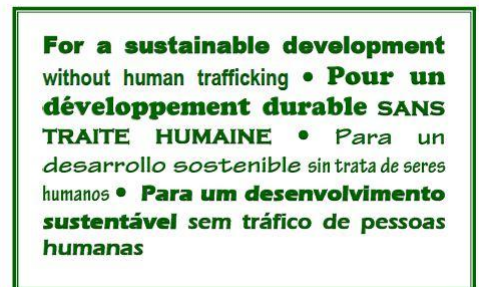 For a sustainable development
without human trafficking • Pour un
développement durable SANS
TRAITE HUMAINE • Para un
desarrollo sostenible sin trata de seres
humanos • Para um desenvolvimento
sustentável sem tráfico de pessoas
humanas